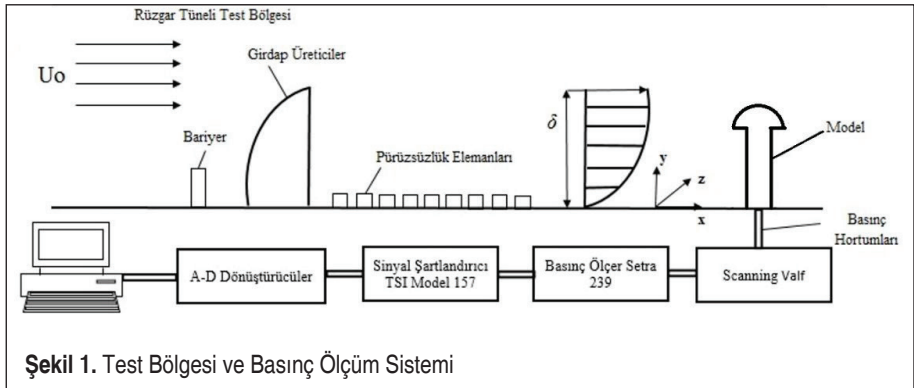 Rüzgar Tüneli Test Bölgesi
Girdap Üreticiler
Uo
Bariyer
Pürüzsüzlük Elemanları
δ
y
z
x
Model
Basınç
Hortumları
A-D Dönüştürücüler
Sinyal Şartlandırıcı
TSI Model 157
Basınç Ölçer Setra
239
Scanning Valf
Şekil 1. Test Bölgesi ve Basınç Ölçüm Sistemi